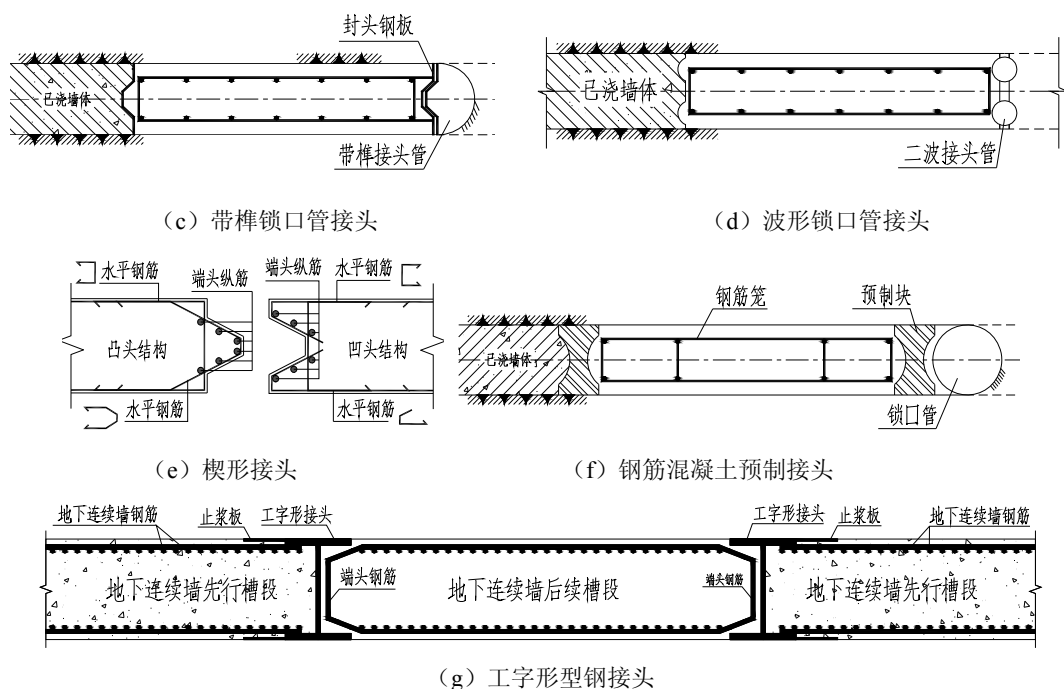 封头钢板
已浇墙体
带榫接头管
(c)带榫锁口管接头
已浇墙体
二波接头管
(d)波形锁口管接头
水平钢筋 端头纵筋
凸头结构
水平钢筋
端头纵筋 水平钢筋
凹头结构
水平钢筋
(e)楔形接头
钢筋笼 预制块
已浇墙体
锁口管
(f)钢筋混凝土预制接头
地下连续墙钢筋 止浆板 工字形接头 工字形接头 止浆板 地下连续墙钢筋
地下连续墙先行槽段 端头钢筋 地下连续墙后续槽段 端头钢筋 地下连续墙先行槽段
(g)工字形型钢接头